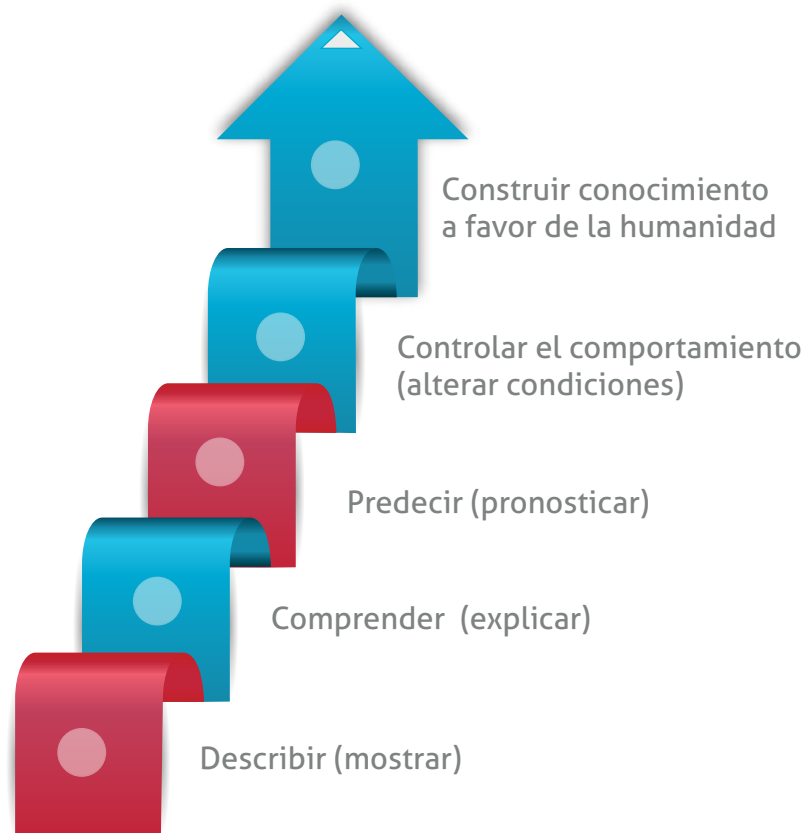 Construir conocimiento
a favor de la humanidad
Controlar el comportamiento
(alterar condiciones)
Predecir (pronosticar)
Comprender (explicar)
Describir (mostrar)